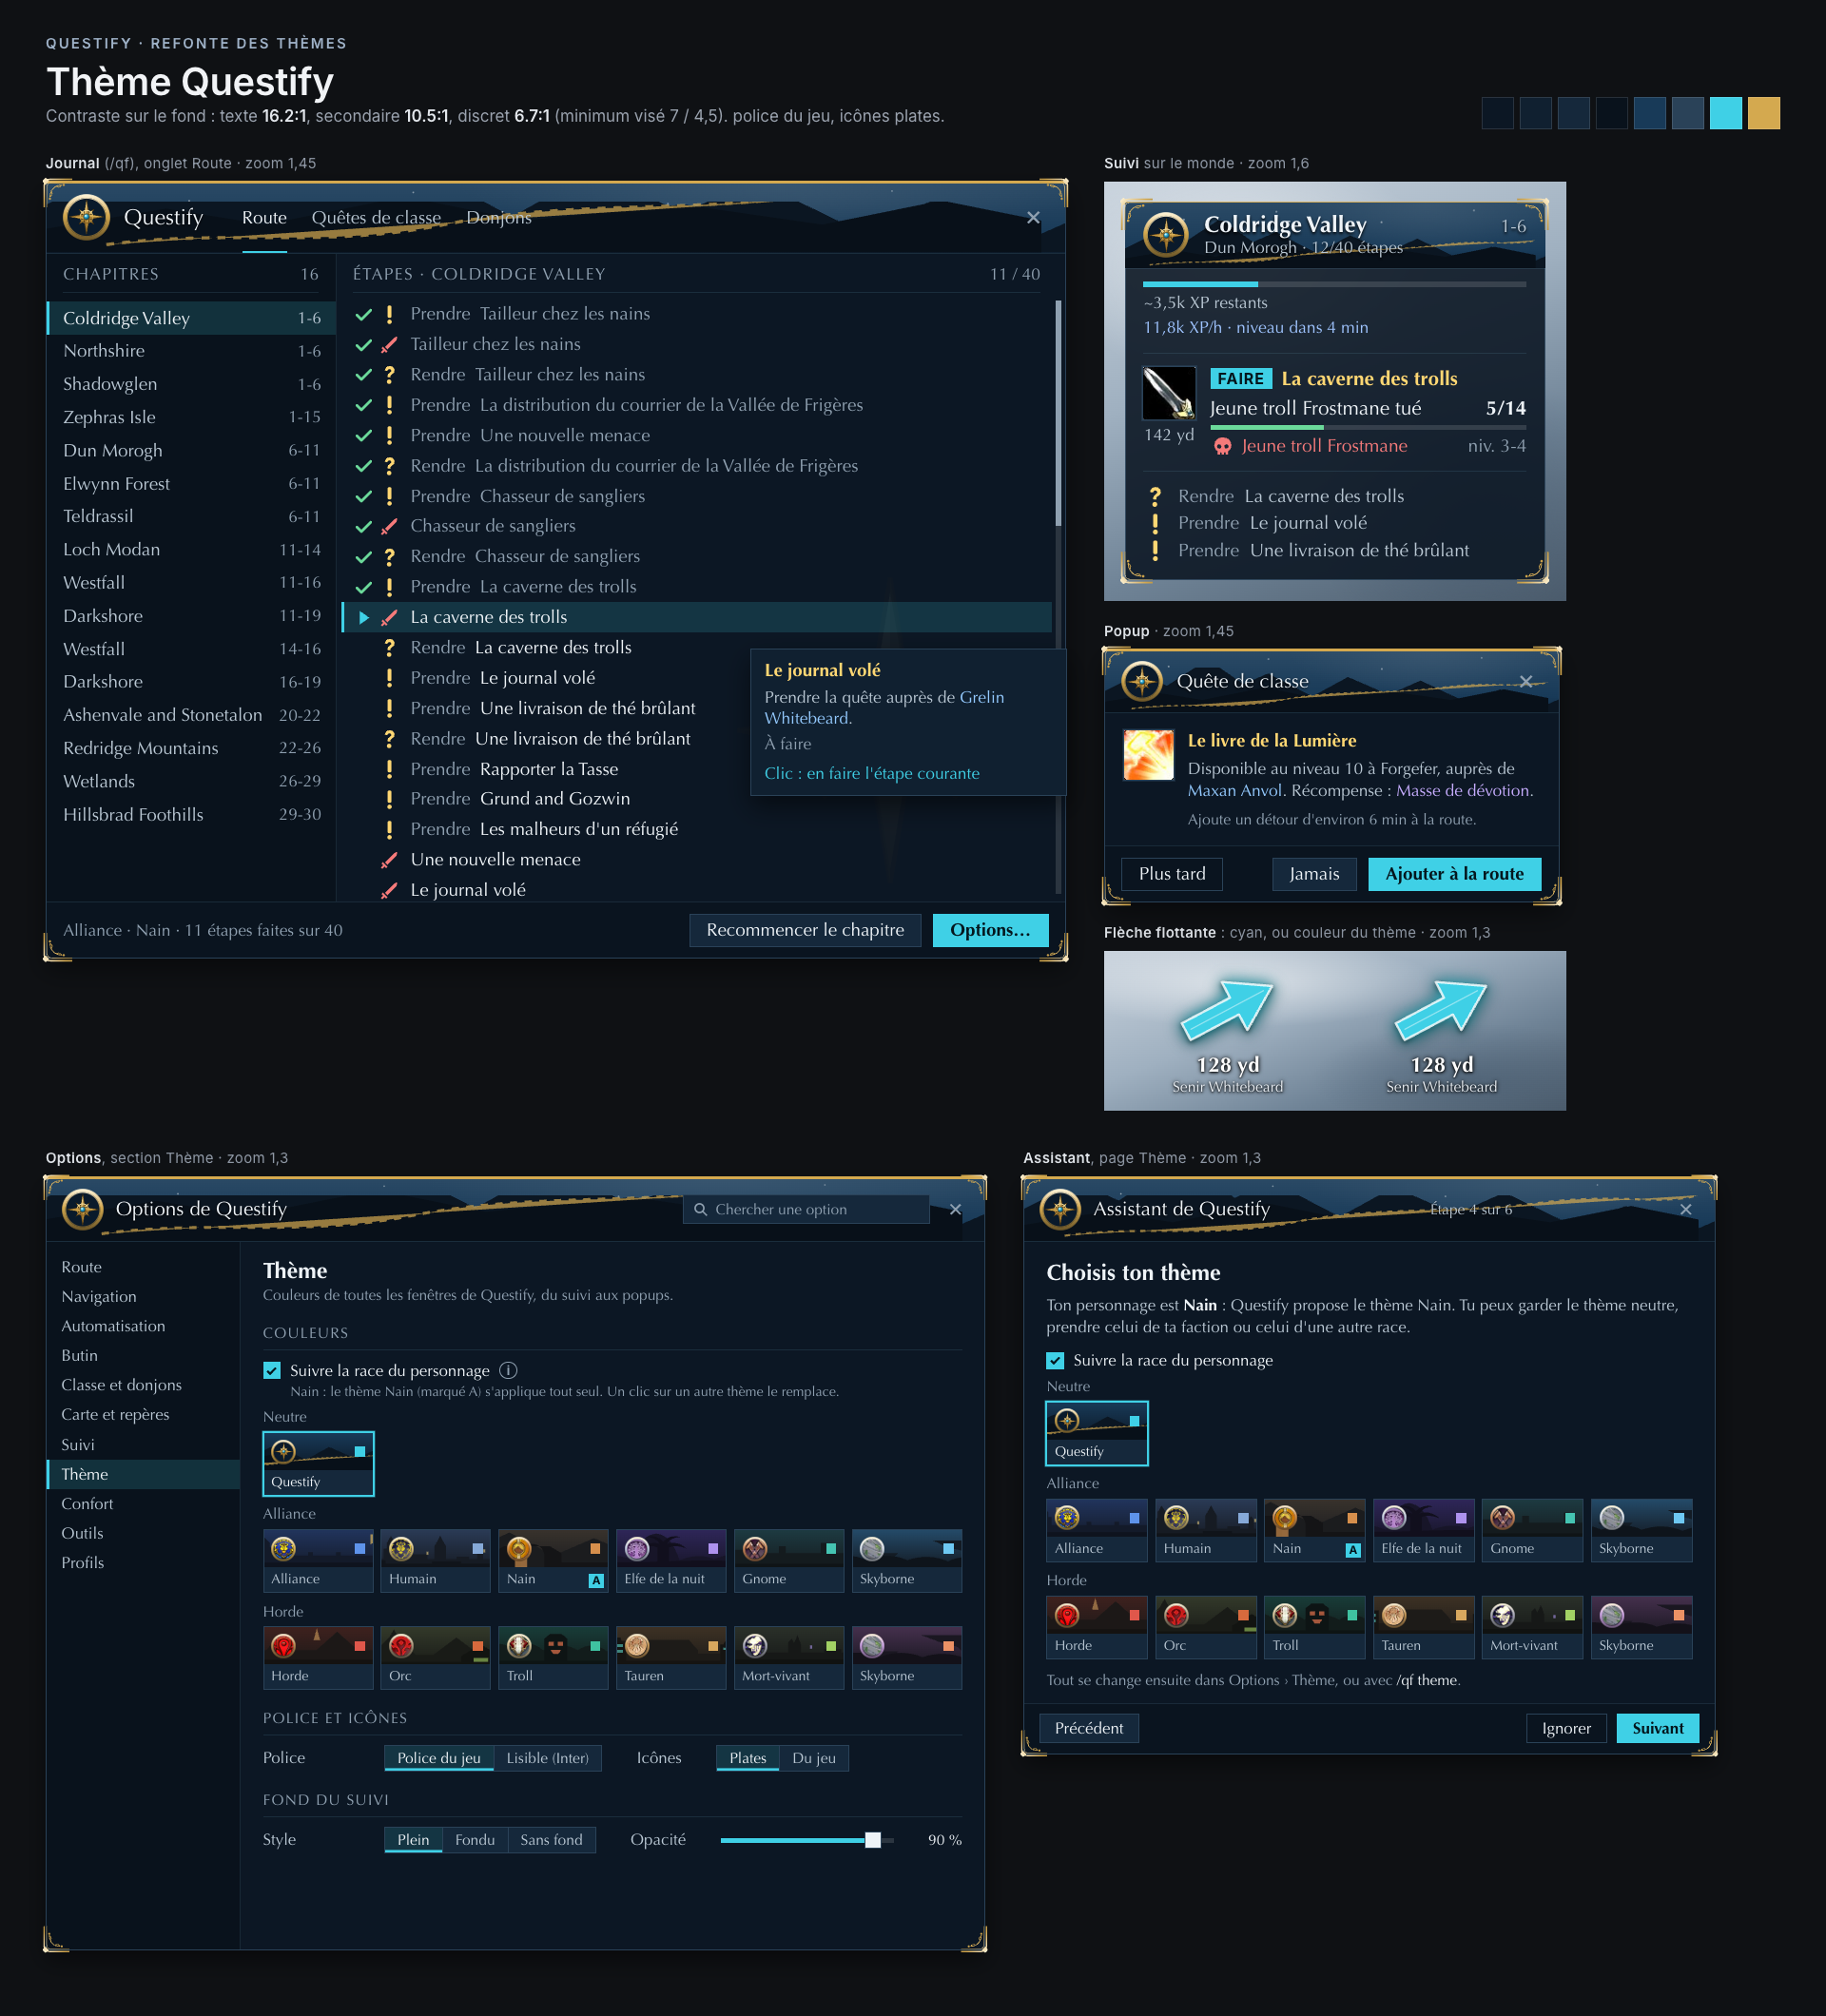 QUESTIFY · REFONTE DES THÈMES
Thème Questify
Contraste sur le fond : texte 16.2:1, secondaire 10.5:1, discret 6.7:1 (minimum visé 7 / 4,5). police du jeu, icônes plates.
Journal (/qf), onglet Route · zoom 1,45
Questify Route Quêtes de classe Donjons
CHAPITRES 16
Coldridge Valley 1-6
Northshire 1-6
Shadowglen 1-6
Zephras Isle 1-15
Dun Morogh 6-11
Elwynn Forest 6-11
Teldrassil 6-11
Loch Modan 11-14
Westfall 11-16
Darkshore 11-19
Westfall 14-16
Darkshore 16-19
Ashenvale and Stonetalon 20-22
Redridge Mountains 22-26
Wetlands 26-29
Hillsbrad Foothills 29-30
ÉTAPES · COLDRIDGE VALLEY 11 / 40
Prendre Tailleur chez les nains
Tailleur chez les nains
Rendre Tailleur chez les nains
Prendre La distribution du courrier de la Vallée de Frigères
Prendre Une nouvelle menace
Rendre La distribution du courrier de la Vallée de Frigères
Prendre Chasseur de sangliers
Chasseur de sangliers
Rendre Chasseur de sangliers
Prendre La caverne des trolls
La caverne des trolls
Rendre La caverne des trolls
Prendre Le journal volé
Prendre Une livraison de thé brûlant
Rendre Une livraison de thé brûlant
Prendre Rapporter la Tasse
Prendre Grund and Gozwin
Prendre Les malheurs d'un réfugié
Une nouvelle menace
Le journal volé
Le journal volé
Prendre la quête auprès de Grelin
Whitebeard.
À faire
Clic : en faire l'étape courante
Alliance · Nain · 11 étapes faites sur 40
Recommencer le chapitre
Options...
Suivi sur le monde · zoom 1,6
Coldridge Valley 1-6
Dun Morogh · 12/40 étapes
~3,5k XP restants
11,8k XP/h · niveau dans 4 min
FAIRE La caverne des trolls
Jeune troll Frostmane tué 5/14
142 yd
Jeune troll Frostmane niv. 3-4
Rendre La caverne des trolls
Prendre Le journal volé
Prendre Une livraison de thé brûlant
Popup · zoom 1,45
Quête de classe
Le livre de la Lumière
Disponible au niveau 10 à Forgefer, auprès de
Maxan Anvol. Récompense : Masse de dévotion.
Ajoute un détour d'environ 6 min à la route.
Plus tard
Jamais
Ajouter à la route
Flèche flottante : cyan, ou couleur du thème · zoom 1,3
128 yd
Senir Whitebeard
128 yd
Senir Whitebeard
Options, section Thème · zoom 1,3
Options de Questify
Chercher une option
Route
Navigation
Automatisation
Butin
Classe et donjons
Carte et repères
Suivi
Thème
Confort
Outils
Profils
Thème
Couleurs de toutes les fenêtres de Questify, du suivi aux popups.
COULEURS
Suivre la race du personnage
Nain : le thème Nain (marqué A) s'applique tout seul. Un clic sur un autre thème le remplace.
Neutre
Questify
Alliance
Alliance Humain Nain A Elfe de la nuit Gnome Skyborne
Horde
Horde Orc Troll Tauren Mort-vivant Skyborne
POLICE ET ICÔNES
Police Police du jeu Lisible (Inter) Icônes Plates Du jeu
FOND DU SUIVI
Style Plein Fondu Sans fond Opacité 90 %
Assistant, page Thème · zoom 1,3
Assistant de Questify Étape 4 sur 6
Choisis ton thème
Ton personnage est Nain : Questify propose le thème Nain. Tu peux garder le thème neutre,
prendre celui de ta faction ou celui d'une autre race.
Suivre la race du personnage
Neutre
Questify
Alliance
Alliance Humain Nain A Elfe de la nuit Gnome Skyborne
Horde
Horde Orc Troll Tauren Mort-vivant Skyborne
Tout se change ensuite dans Options › Thème, ou avec /qf theme.
Précédent
Ignorer
Suivant